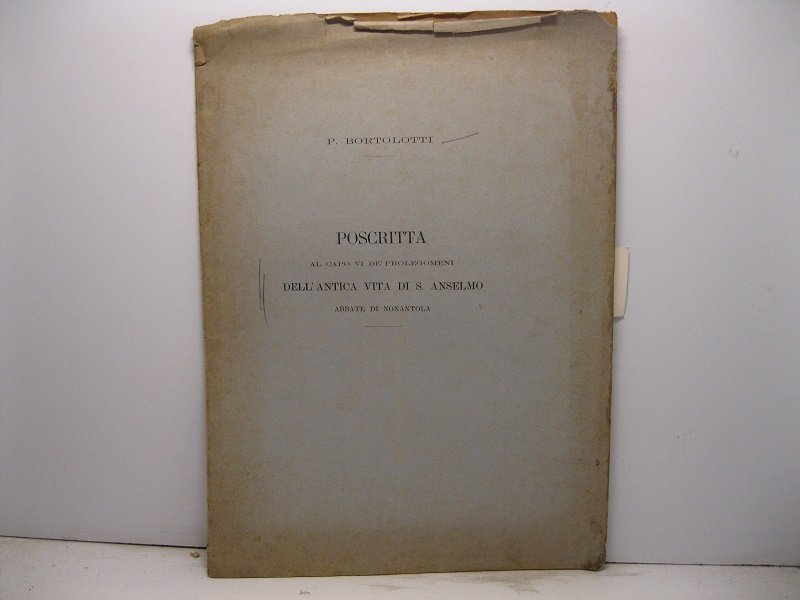 P. BORTOLOTTI
POSCRITTA
AL CAPO VI DE' PROLEGOMENI
DELL'ANTICA VITA DI S. ANSELMO
ABBATE DI NONANTOLA